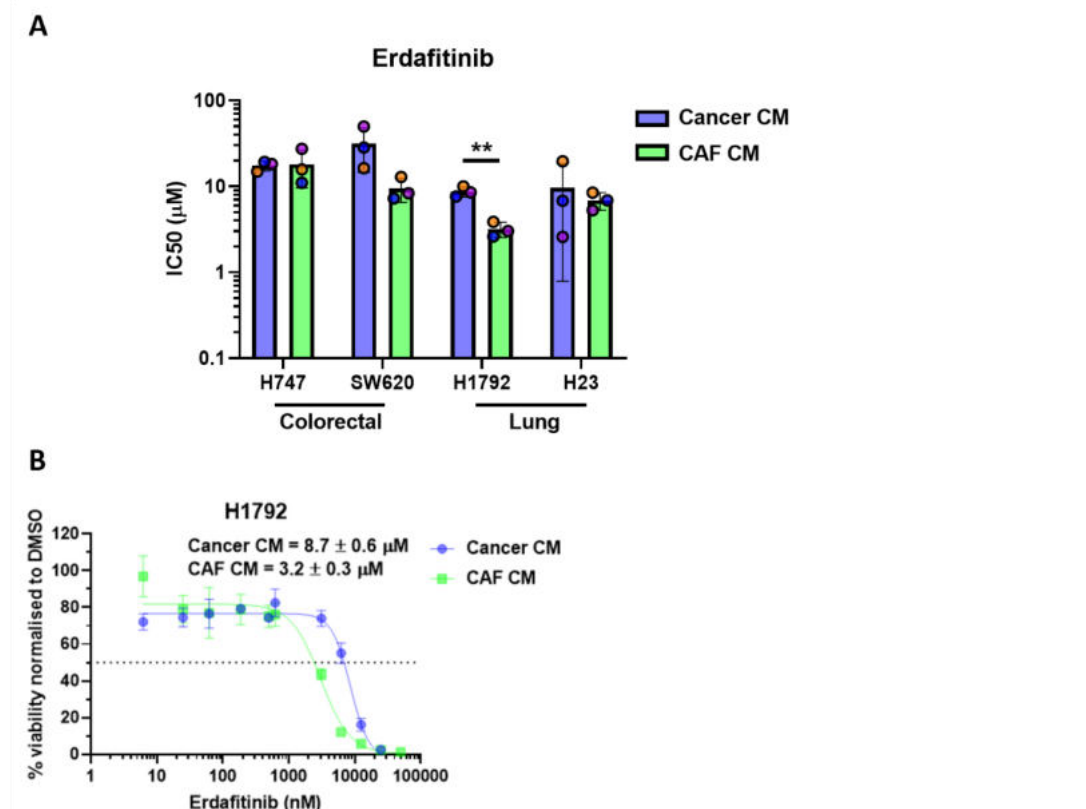 A
Erdafitinib
IC50 (μM)
100
10
1
0.1
Cancer CM
CAF CM
**
H747 SW620 H1792 H23
Colorectal Lung
B
H1792
% viability normalised to DMSO
120
100
80
60
40
20
0
Cancer CM = 8.7 ± 0.6 μM
CAF CM = 3.2 ± 0.3 μM
Cancer CM
CAF CM
1 10 100 1000 10000 100000
Erdafitinib (nM)